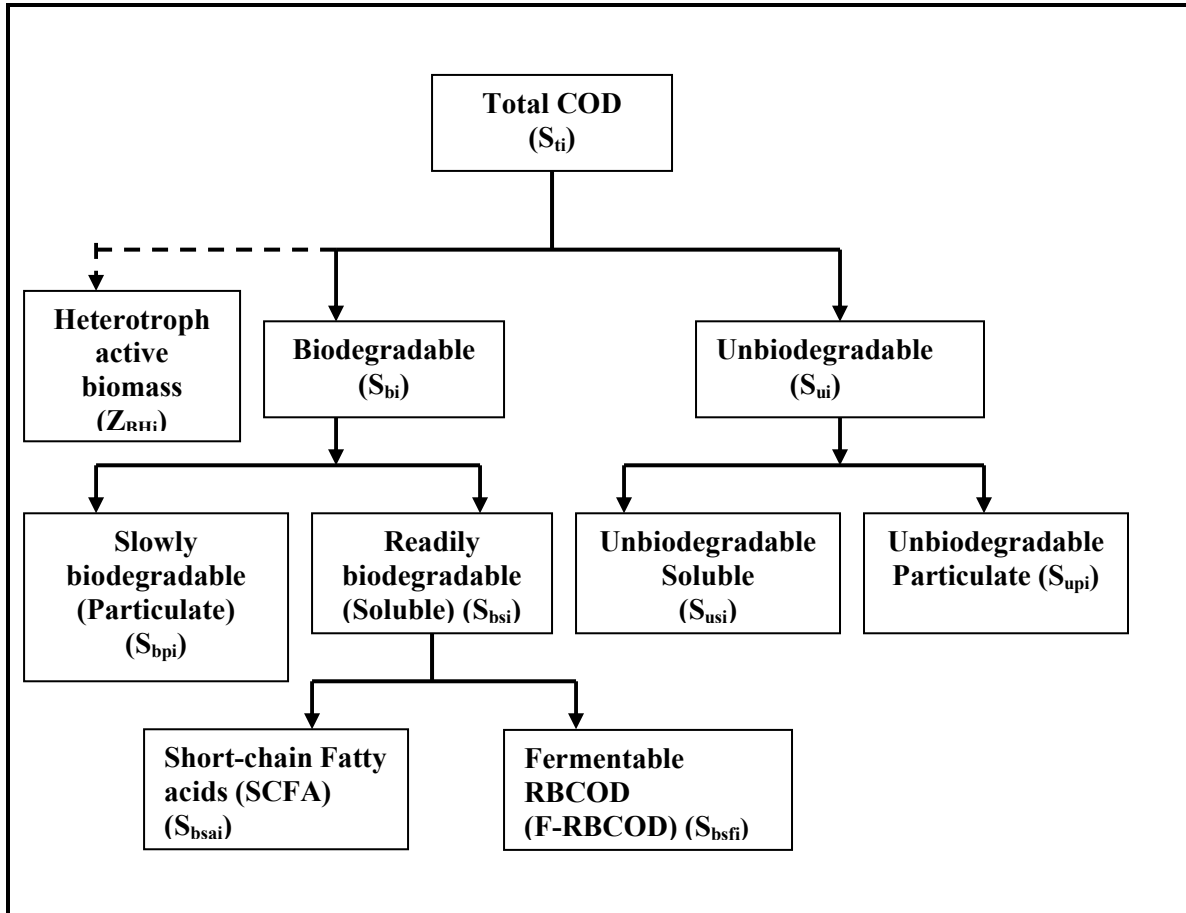 Total COD
(Sti)
Heterotroph
active
biomass
(ZBHi)
Biodegradable
(Sbi)
Unbiodegradable
(Sui)
Slowly
biodegradable
(Particulate)
(Sbpi)
Readily
biodegradable
(Soluble) (Sbsi)
Unbiodegradable
Soluble
(Susi)
Unbiodegradable
Particulate (Supi)
Short-chain Fatty
acids (SCFA)
(Sbsai)
Fermentable
RBCOD
(F-RBCOD) (Sbsfi)